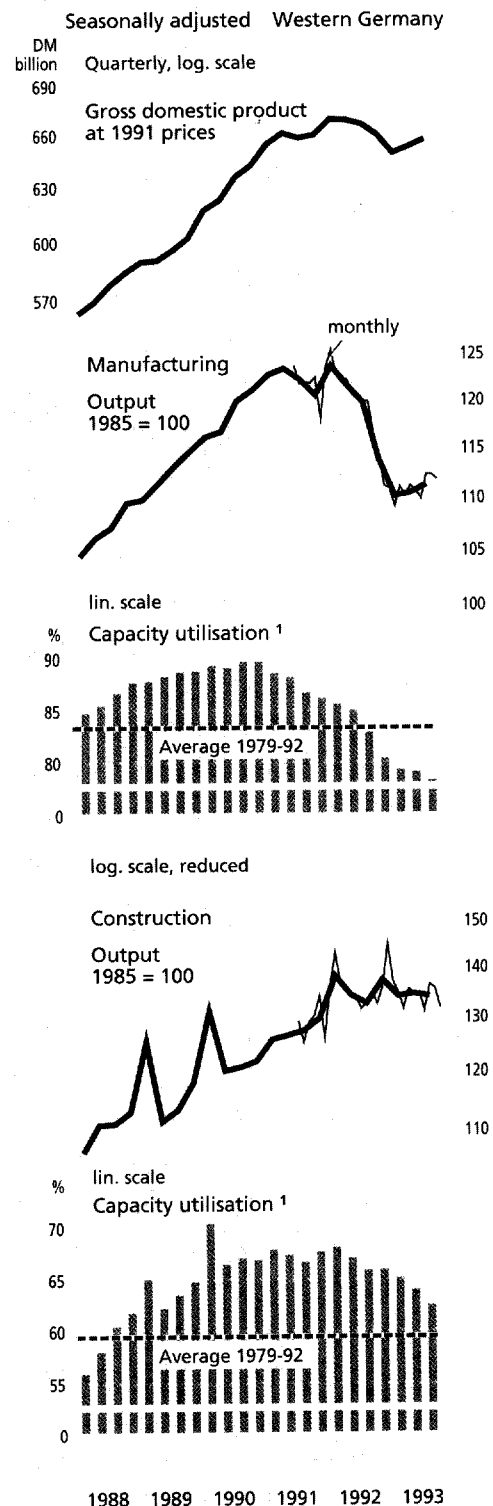 Seasonally adjusted Western Germany
DM
billion
Quarterly, log. scale
690
Gross domestic product
660
at 1991 prices
630
600
570
monthly
125
Manufacturing
120
Output
1985 = 100
115
110
105
lin. scale
100
%
Capacity utilisation 1
90
85
Average 1979-92
80
0
log. scale, reduced
Construction
150
Output
1985 = 100
140
130
120
110
lin. scale
%
Capacity utilisation 1
70
65
60
Average 1979-92
55
0
1988 1989 1990 1991 1992 1993